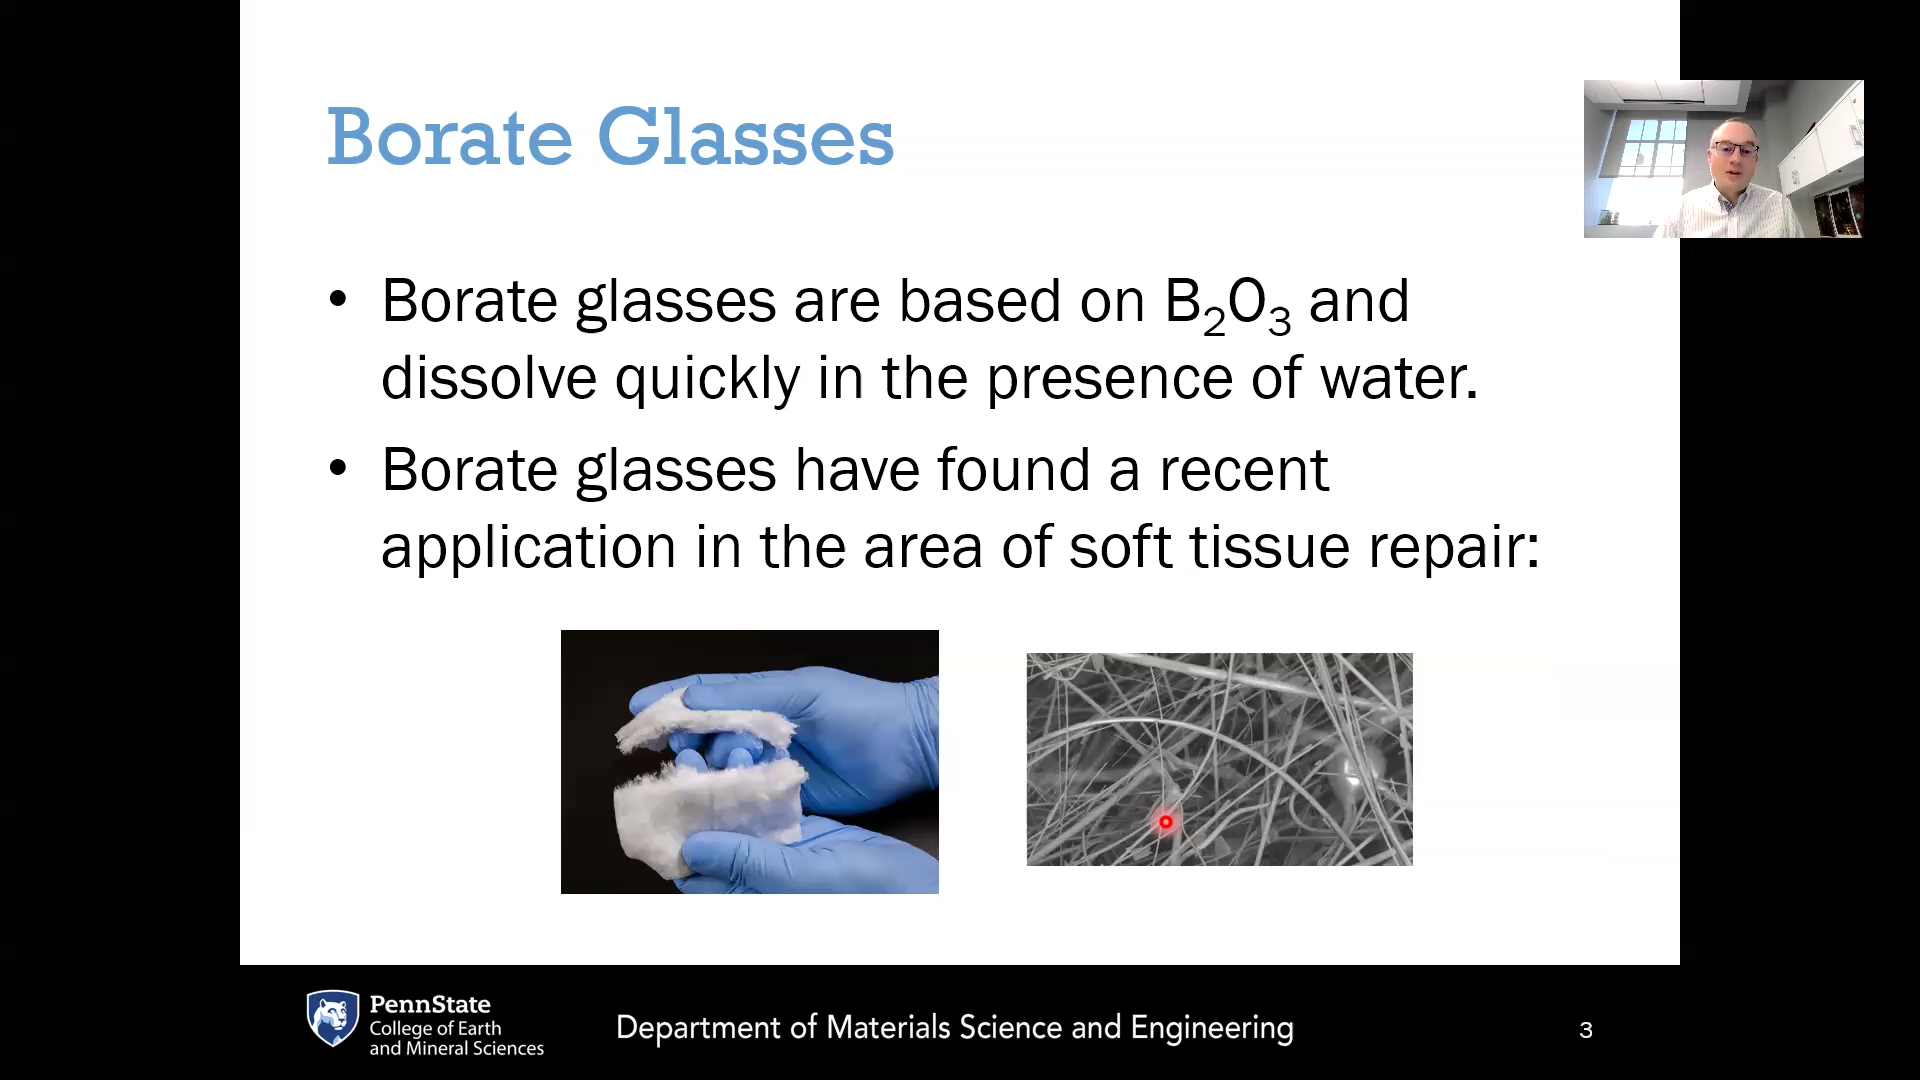 Borate Glasses
• Borate glasses are based on B₂O₃ and
dissolve quickly in the presence of water.
• Borate glasses have found a recent
application in the area of soft tissue repair:
PennState
College of Earth
and Mineral Sciences
Department of Materials Science and Engineering
3